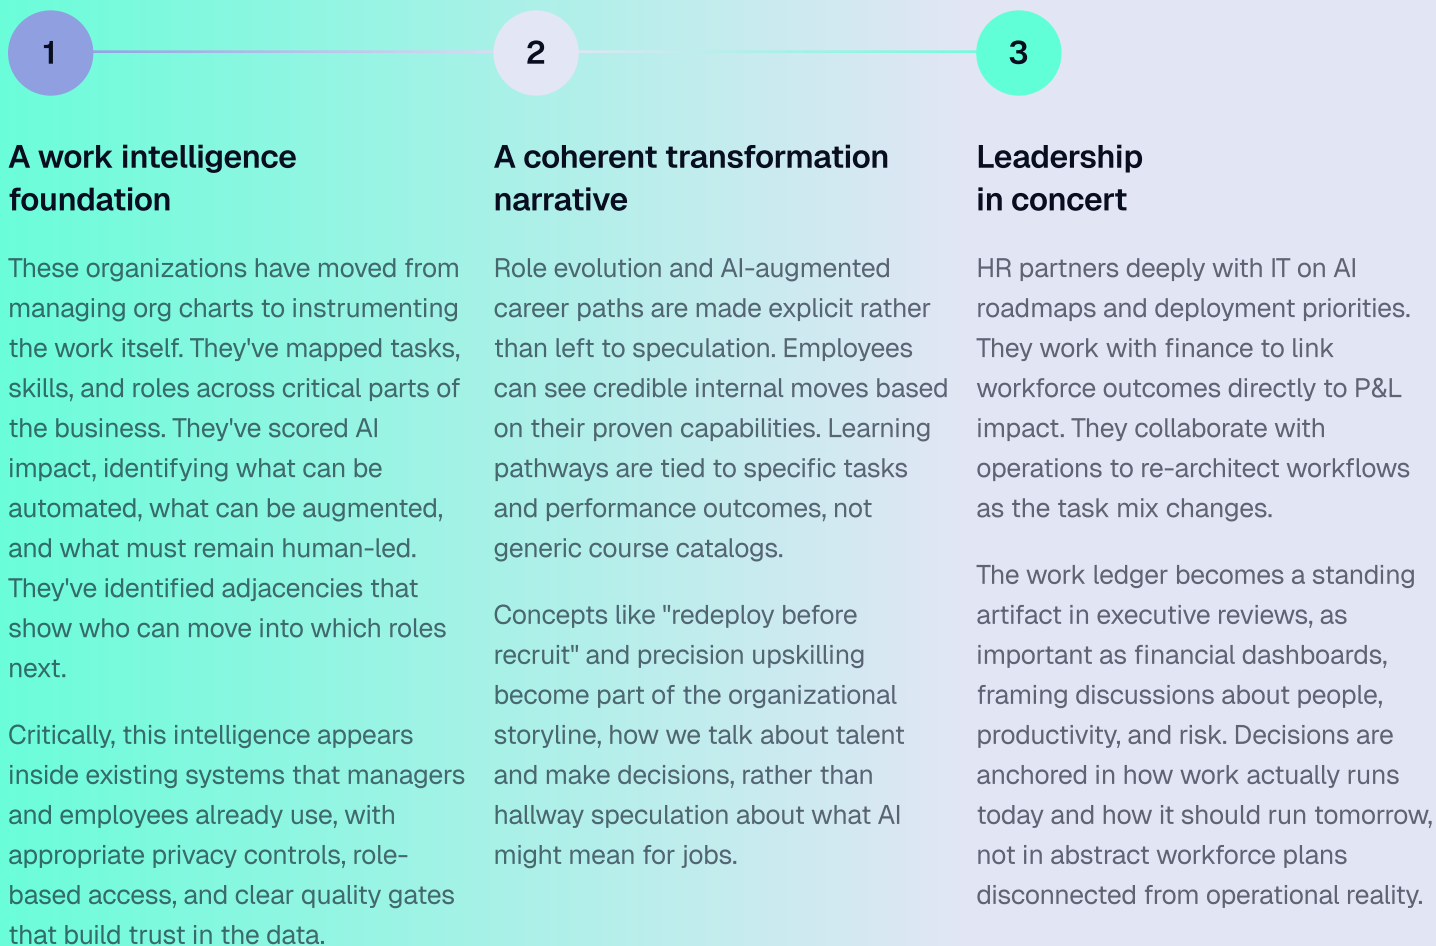 1
2
3
A work intelligence
foundation
These organizations have moved from
managing org charts to instrumenting
the work itself. They've mapped tasks,
skills, and roles across critical parts of
the business. They've scored AI
impact, identifying what can be
automated, what can be augmented,
and what must remain human-led.
They've identified adjacencies that
show who can move into which roles
next.
Critically, this intelligence appears
inside existing systems that managers
and employees already use, with
appropriate privacy controls, role-
based access, and clear quality gates
that build trust in the data.
A coherent transformation
narrative
Role evolution and AI-augmented
career paths are made explicit rather
than left to speculation. Employees
can see credible internal moves based
on their proven capabilities. Learning
pathways are tied to specific tasks
and performance outcomes, not
generic course catalogs.
Concepts like "redeploy before
recruit" and precision upskilling
become part of the organizational
storyline, how we talk about talent
and make decisions, rather than
hallway speculation about what AI
might mean for jobs.
Leadership
in concert
HR partners deeply with IT on AI
roadmaps and deployment priorities.
They work with finance to link
workforce outcomes directly to P&L
impact. They collaborate with
operations to re-architect workflows
as the task mix changes.
The work ledger becomes a standing
artifact in executive reviews, as
important as financial dashboards,
framing discussions about people,
productivity, and risk. Decisions are
anchored in how work actually runs
today and how it should run tomorrow,
not in abstract workforce plans
disconnected from operational reality.